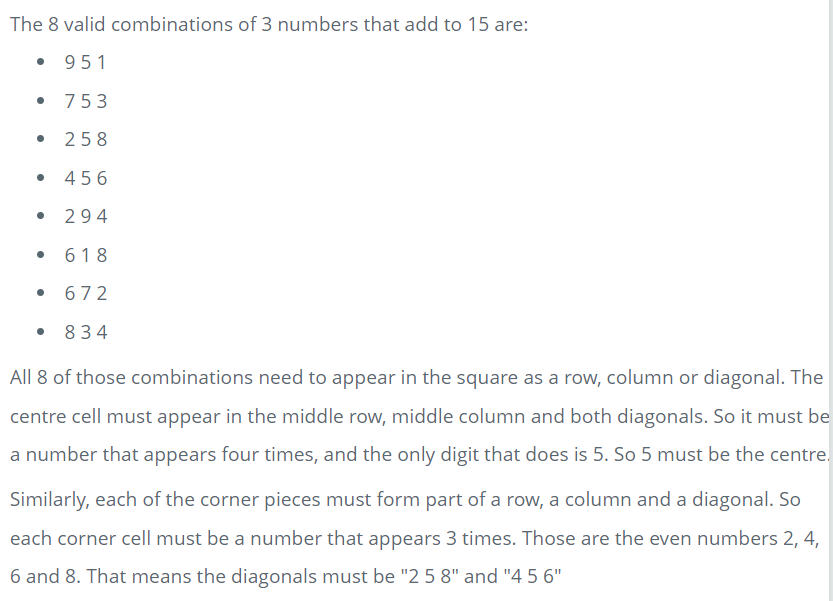 The 8 valid combinations of 3 numbers that add to 15 are:
• 9 5 1
• 7 5 3
• 2 5 8
• 4 5 6
• 2 9 4
• 6 1 8
• 6 7 2
• 8 3 4
All 8 of those combinations need to appear in the square as a row, column or diagonal. The
centre cell must appear in the middle row, middle column and both diagonals. So it must be
a number that appears four times, and the only digit that does is 5. So 5 must be the centre.
Similarly, each of the corner pieces must form part of a row, a column and a diagonal. So
each corner cell must be a number that appears 3 times. Those are the even numbers 2, 4,
6 and 8. That means the diagonals must be "2 5 8" and "4 5 6"